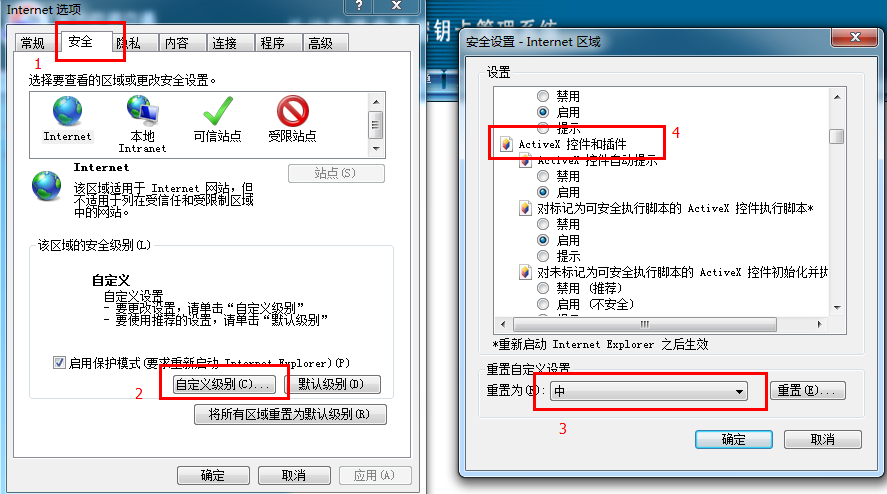 Internet 选项
常规 安全 隐私 内容 连接 程序 高级
1
选择要查看的区域或更改安全设置。
Internet 本地 Intranet 可信站点 受限站点
Internet
站点(S)
该区域适用于 Internet 网站，但
不适用于列在受信任和受限制区域
中的网站。
该区域的安全级别(L)
自定义
自定义设置
- 要更改设置，请单击“自定义级别”
- 要使用推荐的设置，请单击“默认级别”
启用保护模式(要求重新启动 Internet Explorer)(P)
2
自定义级别(C)... 默认级别(D)
将所有区域重置为默认级别(R)
确定 取消 应用(A)
钥卡管理系统
单
安全设置 - Internet 区域
设置
禁用
启用
提示
4
ActiveX 控件和插件
ActiveX 控件自动提示
禁用
启用
对标记为可安全执行脚本的 ActiveX 控件执行脚本*
禁用
启用
提示
对未标记为可安全执行脚本的 ActiveX 控件初始化并执
禁用 (推荐)
启用 (不安全)
*重新启动 Internet Explorer 之后生效
重置自定义设置
重置为(R): 中 重置(E)...
3
确定 取消